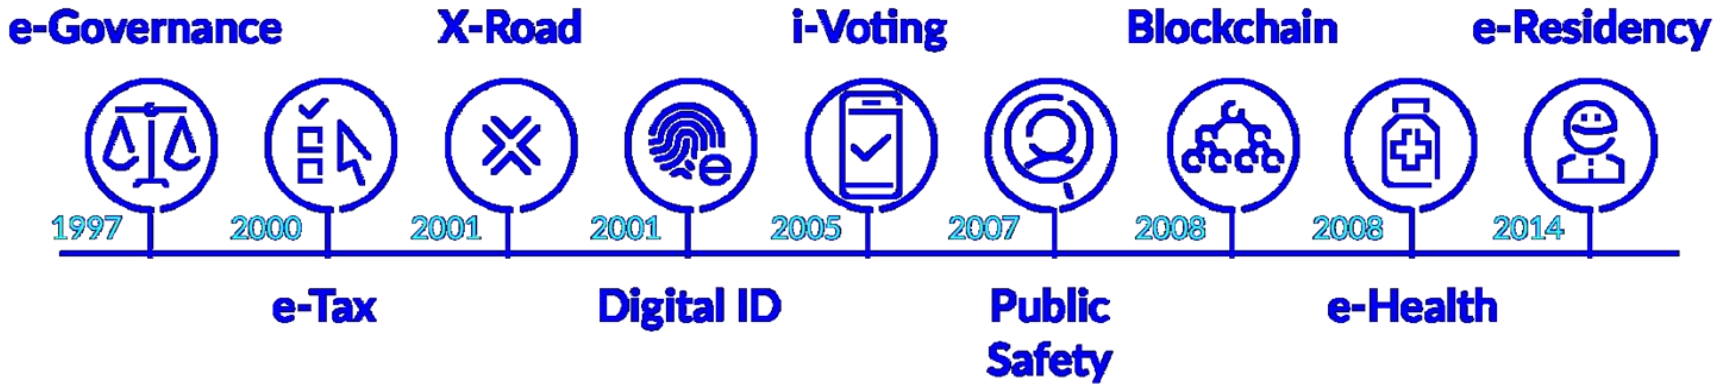 e-Governance X-Road i-Voting Blockchain e-Residency
1997 2000 2001 2001 2005 2007 2008 2008 2014
e-Tax Digital ID Public e-Health
Safety